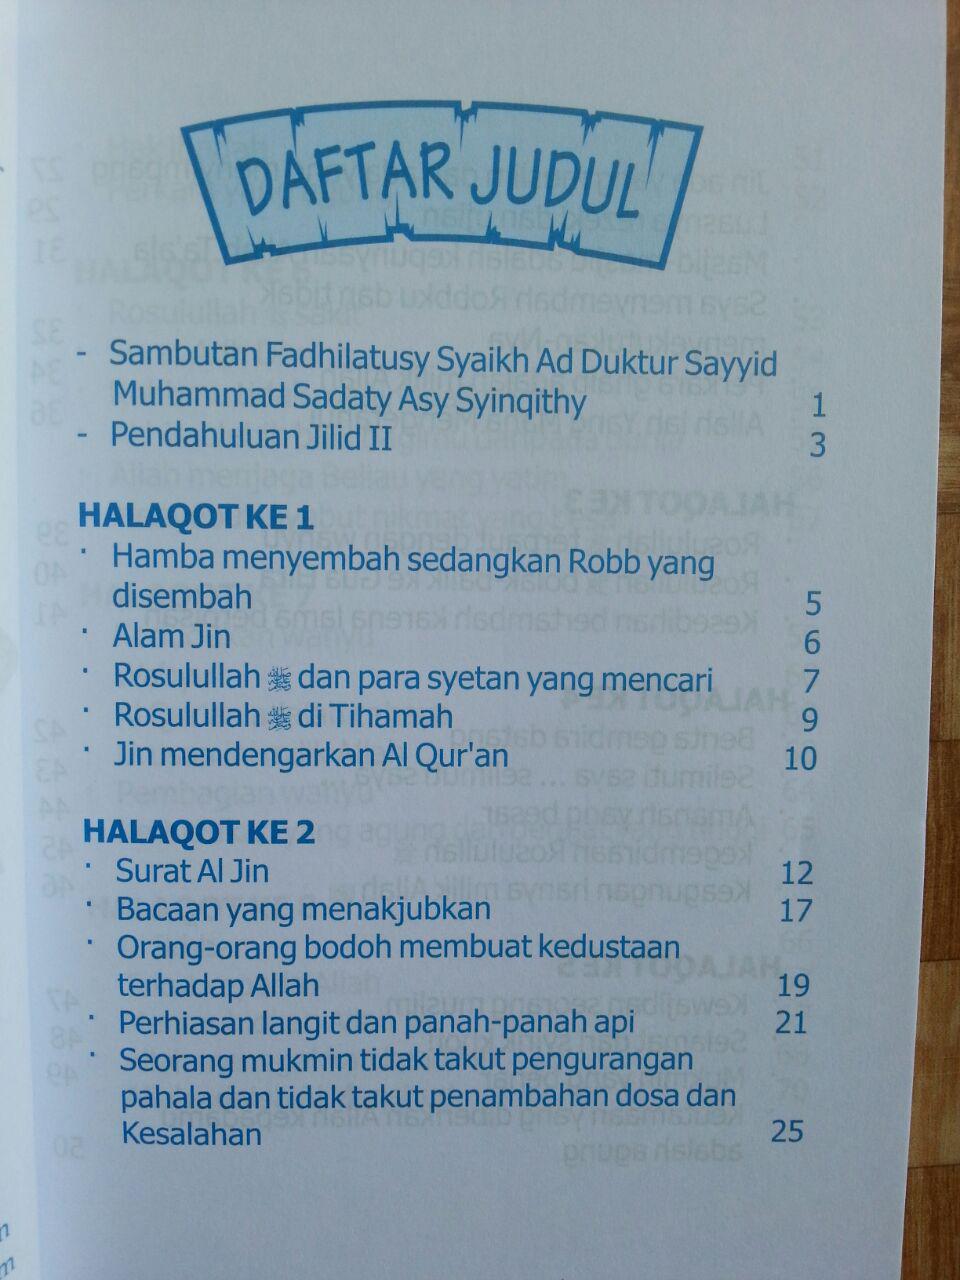 DAFTAR JUDUL
- Sambutan Fadhilatusy Syaikh Ad Duktur Sayyid
Muhammad Sadaty Asy Syinqithy 1
- Pendahuluan Jilid II 3
HALAQOT KE 1
· Hamba menyembah sedangkan Robb yang
disembah 5
· Alam Jin 6
· Rosulullah ﷺ dan para syetan yang mencari 7
· Rosulullah ﷺ di Tihamah 9
· Jin mendengarkan Al Qur'an 10
HALAQOT KE 2
· Surat Al Jin 12
· Bacaan yang menakjubkan 17
· Orang-orang bodoh membuat kedustaan
terhadap Allah 19
· Perhiasan langit dan panah-panah api 21
· Seorang mukmin tidak takut pengurangan
pahala dan tidak takut penambahan dosa dan
Kesalahan 25